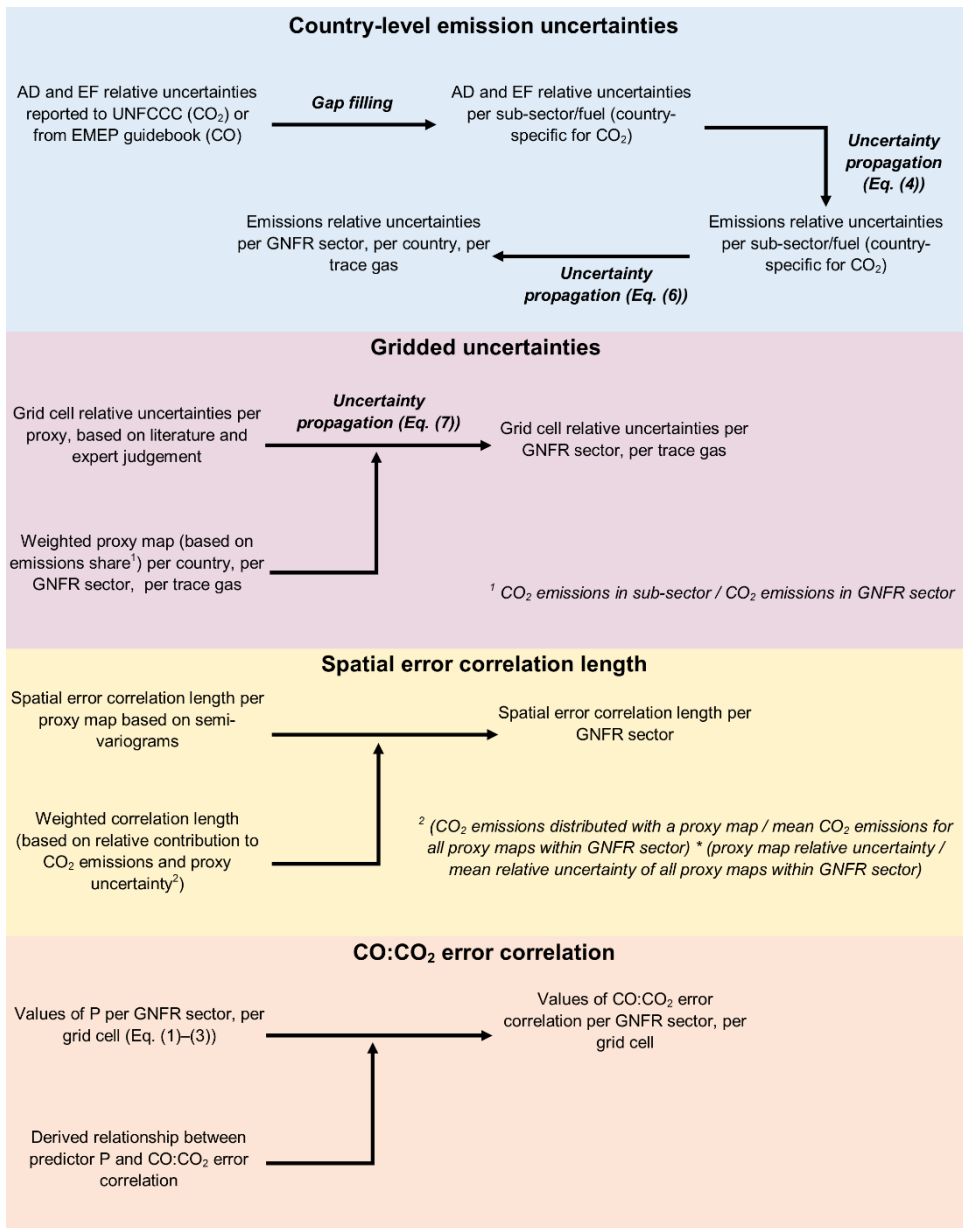 Country-level emission uncertainties
AD and EF relative uncertainties
reported to UNFCCC (CO₂) or
from EMEP guidebook (CO)
Gap filling
AD and EF relative uncertainties
per sub-sector/fuel (country-
specific for CO₂)
Uncertainty
propagation
(Eq. (4))
Emissions relative uncertainties
per sub-sector/fuel (country-
specific for CO₂)
Uncertainty
propagation (Eq. (6))
Emissions relative uncertainties
per GNFR sector, per country, per
trace gas
Gridded uncertainties
Grid cell relative uncertainties per
proxy, based on literature and
expert judgement
Uncertainty
propagation (Eq. (7))
Grid cell relative uncertainties per
GNFR sector, per trace gas
Weighted proxy map (based on
emissions share¹) per country, per
GNFR sector, per trace gas
¹ CO₂ emissions in sub-sector / CO₂ emissions in GNFR sector
Spatial error correlation length
Spatial error correlation length per
proxy map based on semi-
variograms
Spatial error correlation length per
GNFR sector
Weighted correlation length
(based on relative contribution to
CO₂ emissions and proxy
uncertainty²)
² (CO₂ emissions distributed with a proxy map / mean CO₂ emissions for
all proxy maps within GNFR sector) * (proxy map relative uncertainty /
mean relative uncertainty of all proxy maps within GNFR sector)
CO:CO₂ error correlation
Values of P per GNFR sector, per
grid cell (Eq. (1)–(3))
Values of CO:CO₂ error
correlation per GNFR sector, per
grid cell
Derived relationship between
predictor P and CO:CO₂ error
correlation